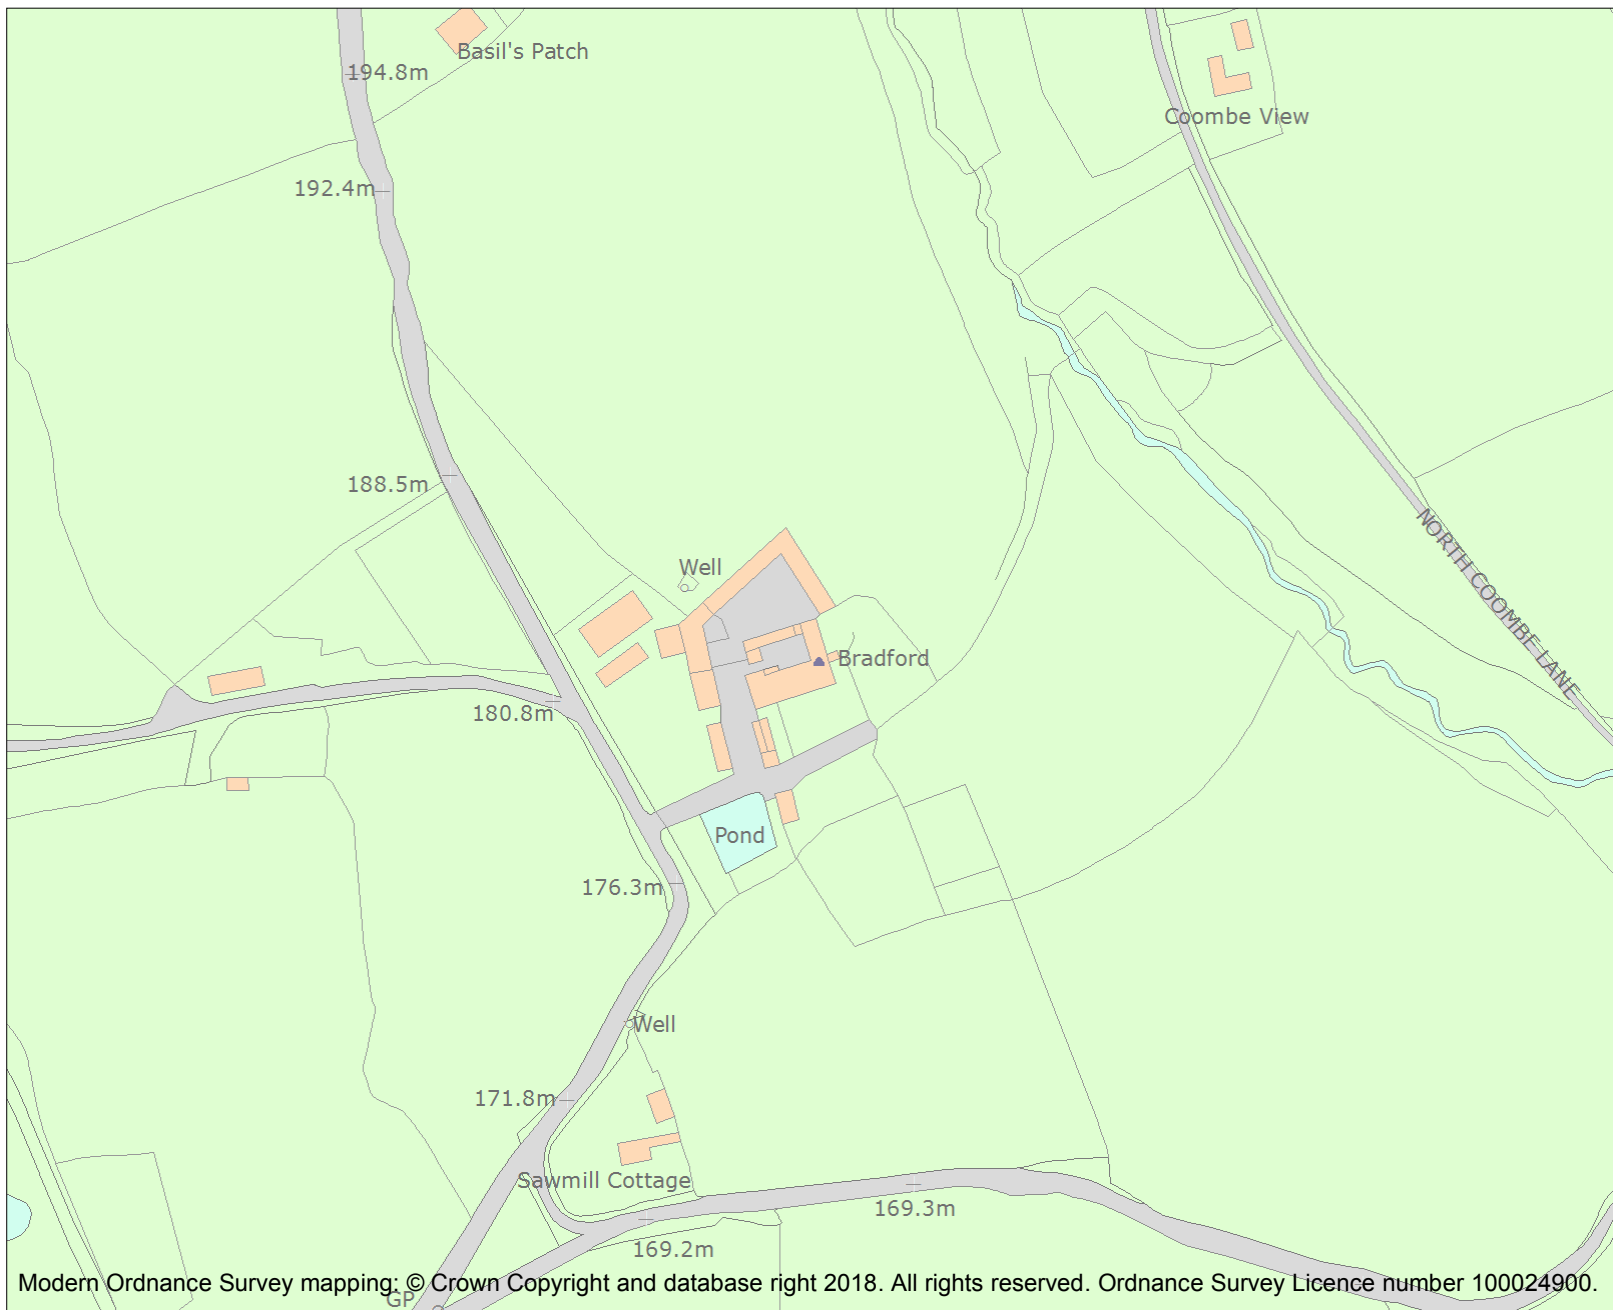 Basil's Patch
194.8m
Coombe View
192.4m
188.5m
NORTH COOMBE LANE
Well
Bradford
180.8m
Pond
176.3m
Well
171.8m
Sawmill Cottage
169.3m
169.2m
Modern Ordnance Survey mapping: © Crown Copyright and database right 2018. All rights reserved. Ordnance Survey Licence number 100024900.
GP